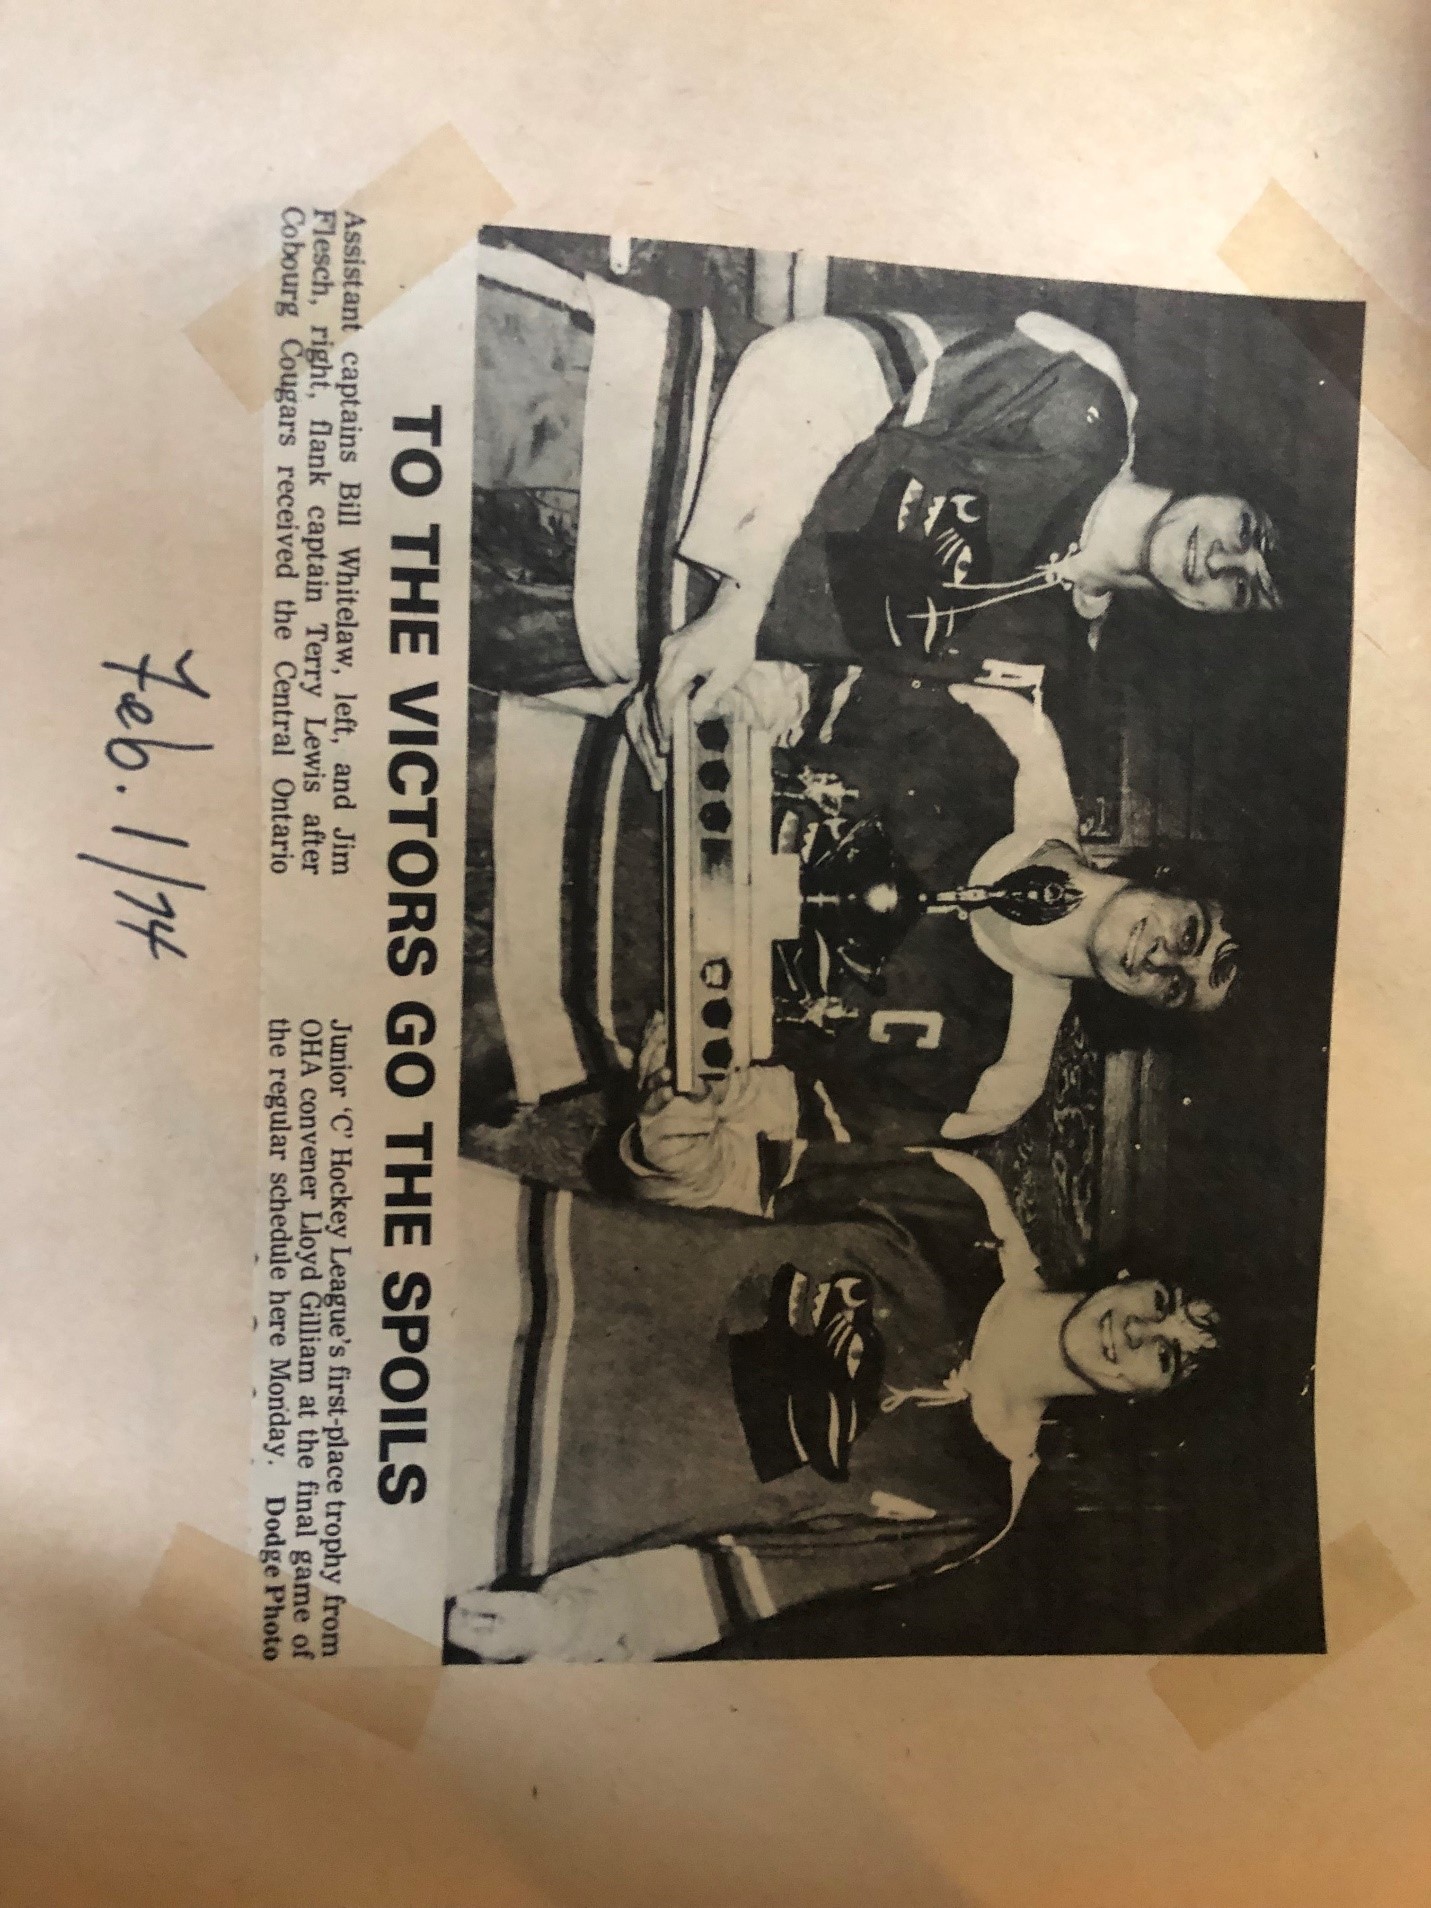 A
C
A
TO THE VICTORS GO THE SPOILS
Assistant captains Bill Whitelaw, left, and Jim
Flesch, right, flank captain Terry Lewis after
Cobourg Cougars received the Central Ontario
Junior ‘C’ Hockey League’s first-place trophy from
OHA convener Lloyd Gilliam at the final game of
the regular schedule here Monday. Dodge Photo
Feb. 1/74